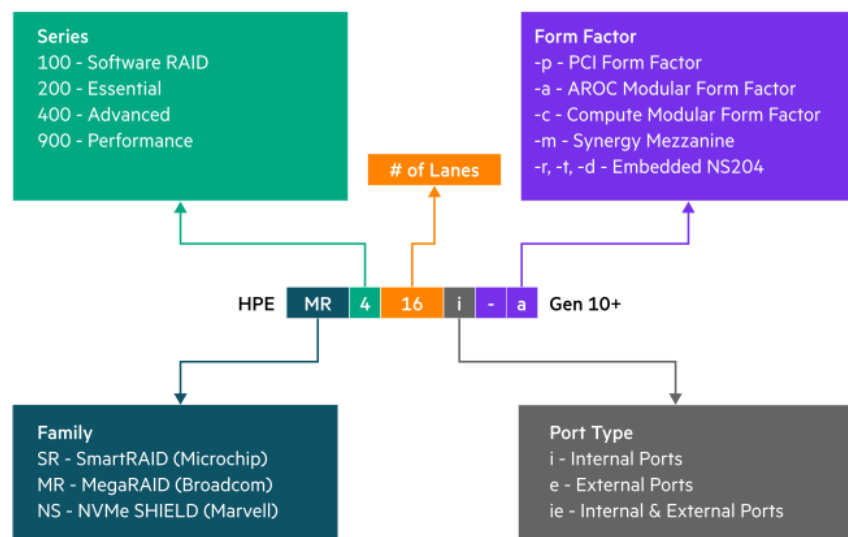 Series
100 - Software RAID
200 - Essential
400 - Advanced
900 - Performance
Form Factor
-p - PCI Form Factor
-a - AROC Modular Form Factor
-c - Compute Modular Form Factor
-m - Synergy Mezzanine
-r, -t, -d - Embedded NS204
# of Lanes
HPE MR 4 16 i - a Gen 10+
Family
SR - SmartRAID (Microchip)
MR - MegaRAID (Broadcom)
NS - NVMe SHIELD (Marvell)
Port Type
i - Internal Ports
e - External Ports
ie - Internal & External Ports